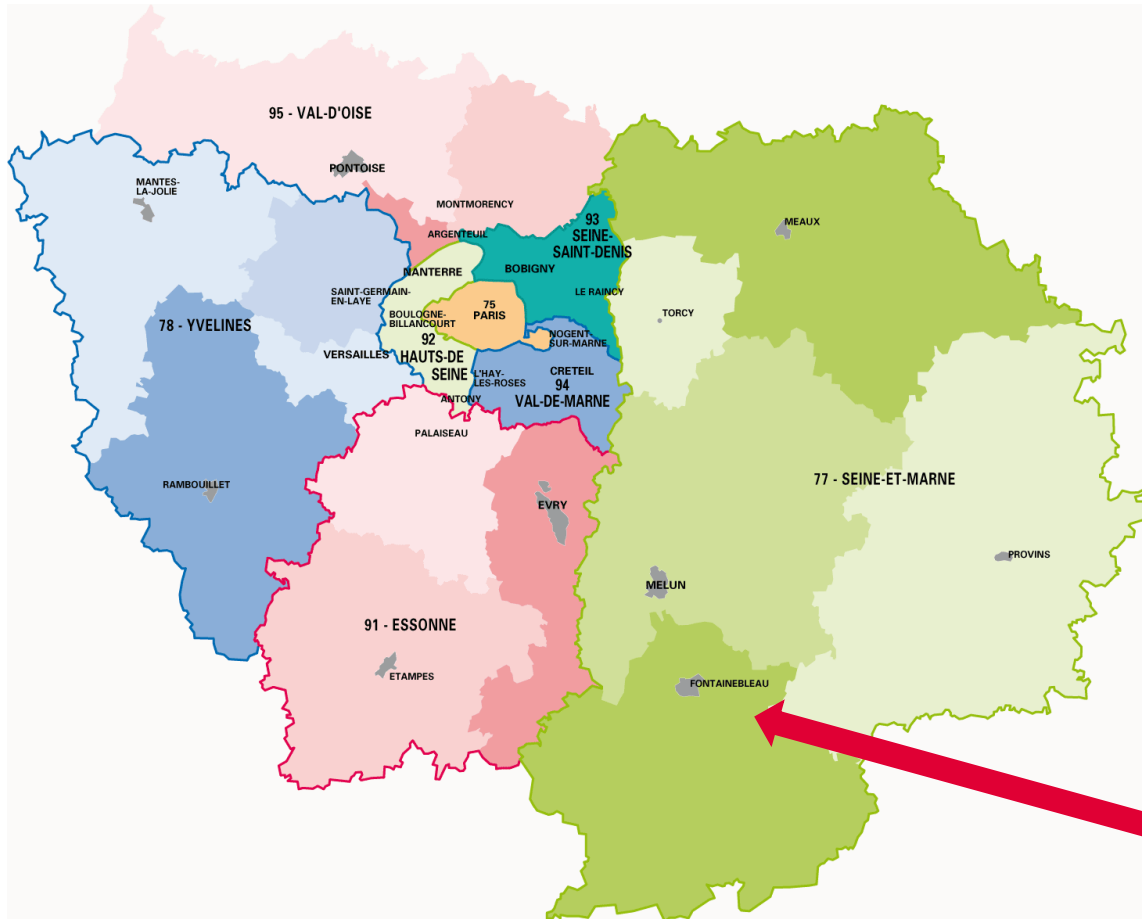 95 - VAL-D'OISE
PONTOISE
MANTES-
LA-JOLIE
MONTMORENCY
ARGENTEUIL
93
SEINE-
SAINT-DENIS
MEAUX
NANTERRE
BOBIGNY
SAINT-GERMAIN-
EN-LAYE
LE RAINCY
75
PARIS
BOULOGNE-
BILLANCOURT
TORCY
78 - YVELINES
92
HAUTS-DE
SEINE
NOGENT-
SUR-MARNE
VERSAILLES
L'HAY-
LES-ROSES
CRETEIL
94
VAL-DE-MARNE
ANTONY
PALAISEAU
RAMBOUILLET
77 - SEINE-ET-MARNE
EVRY
PROVINS
MELUN
91 - ESSONNE
ETAMPES
FONTAINEBLEAU